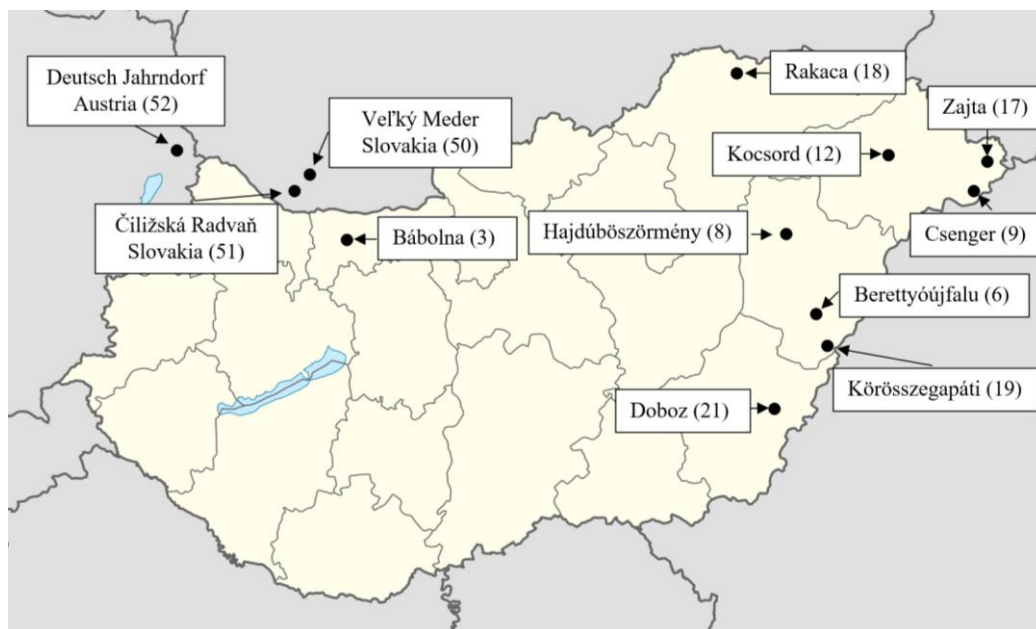 Deutsch Jahrndorf
Austria (52)
Veľký Meder
Slovakia (50)
Čiližská Radvaň
Slovakia (51)
Bábolna (3)
Rakaca (18)
Zajta (17)
Kocsord (12)
Csenger (9)
Hajdúböszörmény (8)
Berettyóújfalu (6)
Körösszegapáti (19)
Doboz (21)